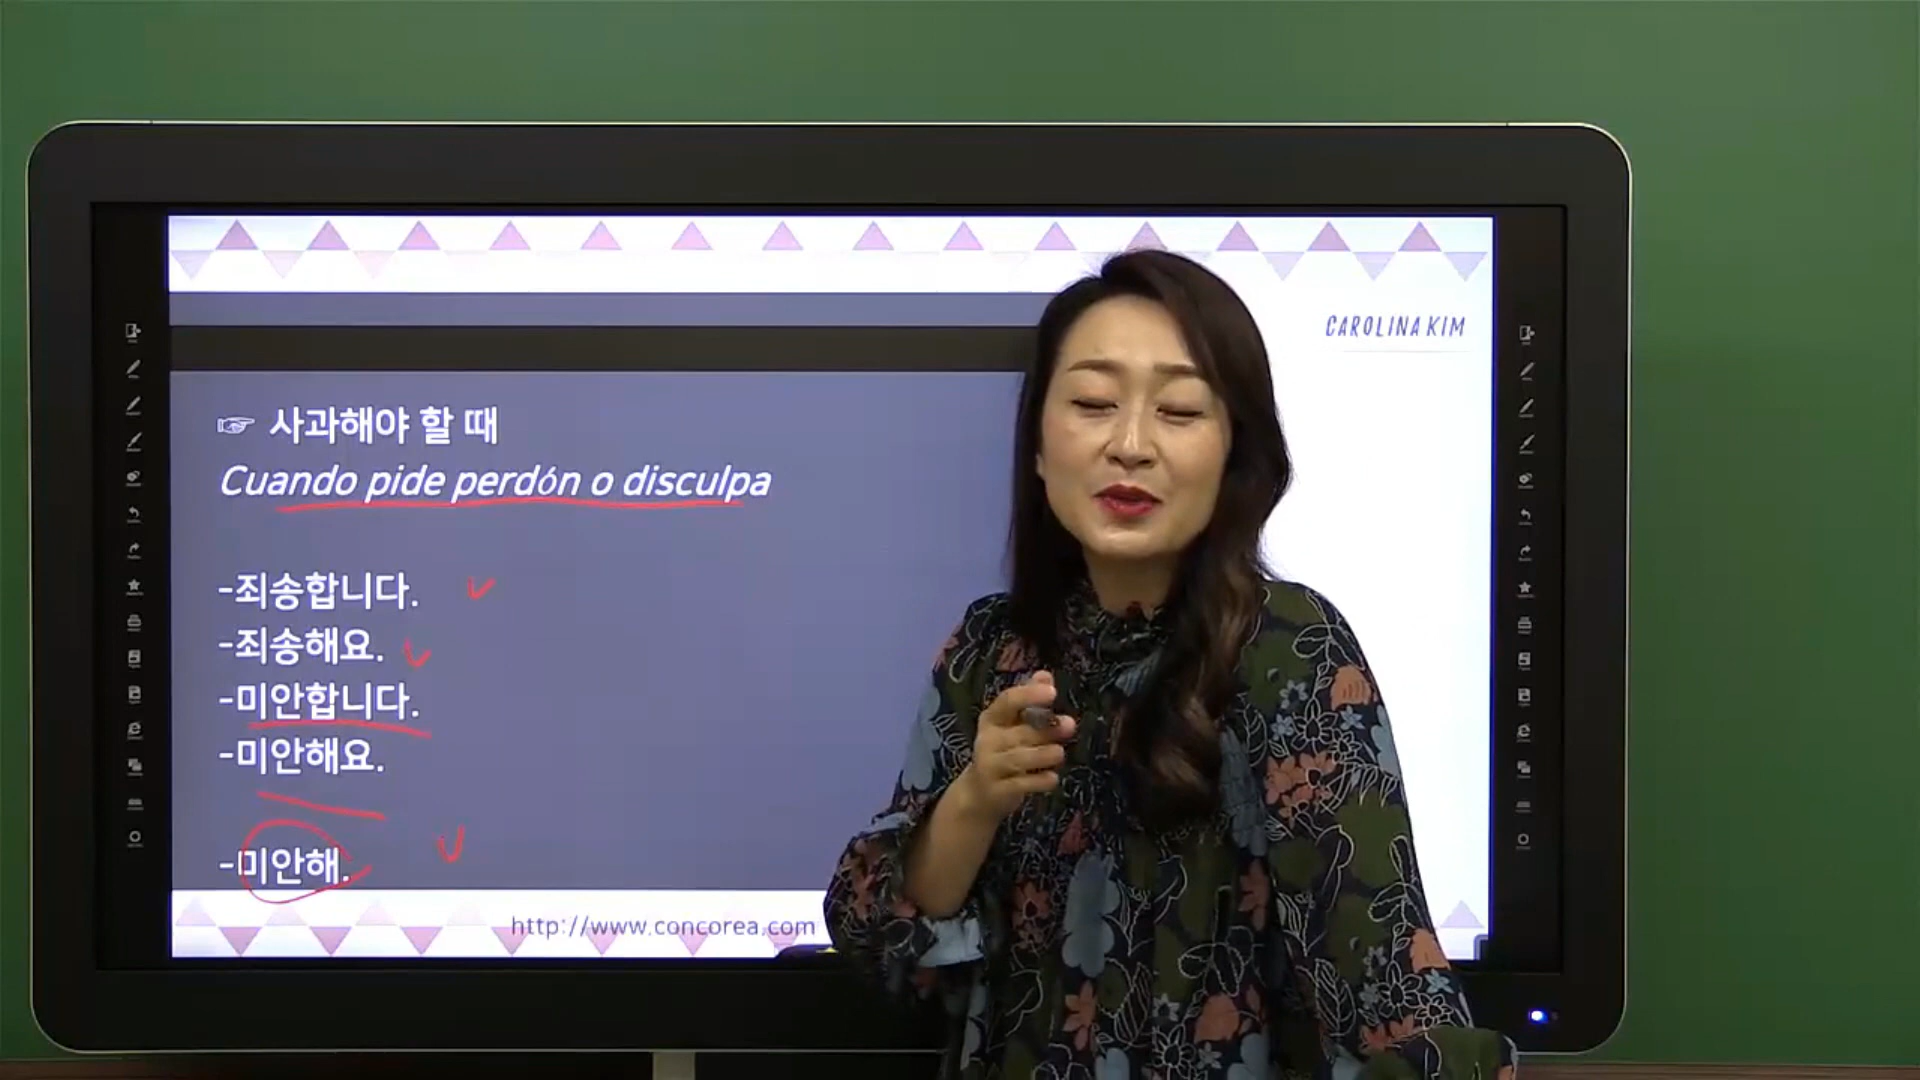 CAROLINA KIM
☞ 사과해야 할 때
Cuando pide perdón o disculpa
-죄송합니다.
-죄송해요.
-미안합니다.
-미안해요.
-미안해.
http://www.concorea.com